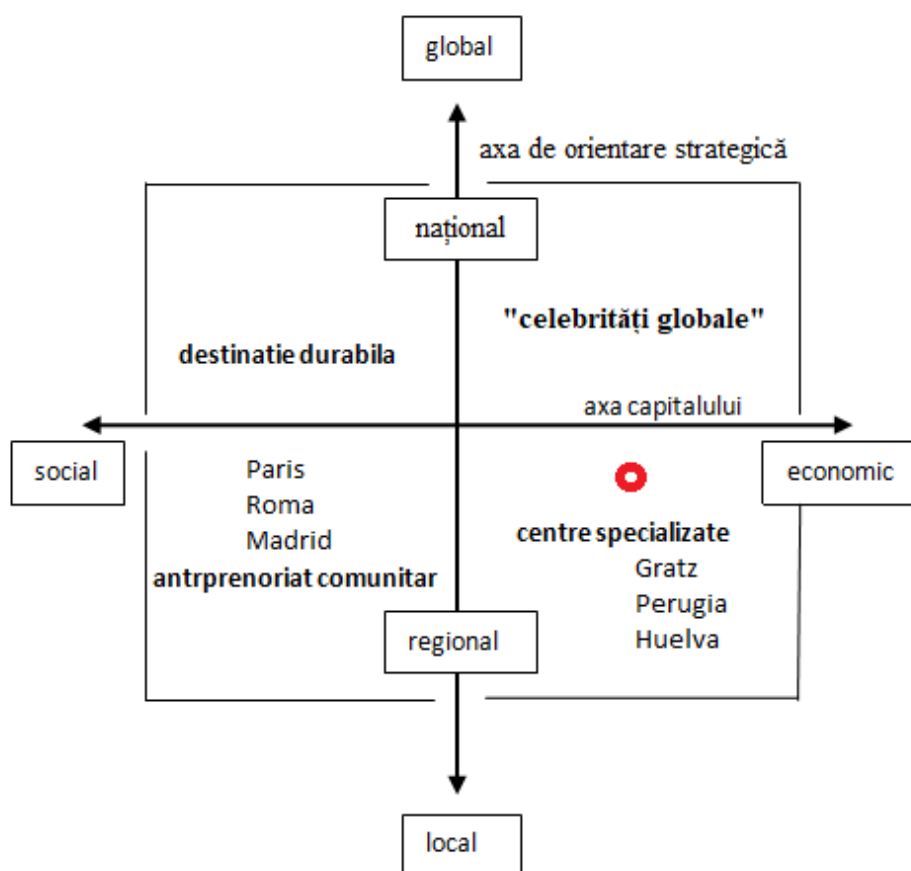 global
axa de orientare strategică
național
"celebrități globale"
destinatie durabila
axa capitalului
social
economic
Paris
Roma
Madrid
antrprenoriat comunitar
centre specializate
Gratz
Perugia
Huelva
regional
local